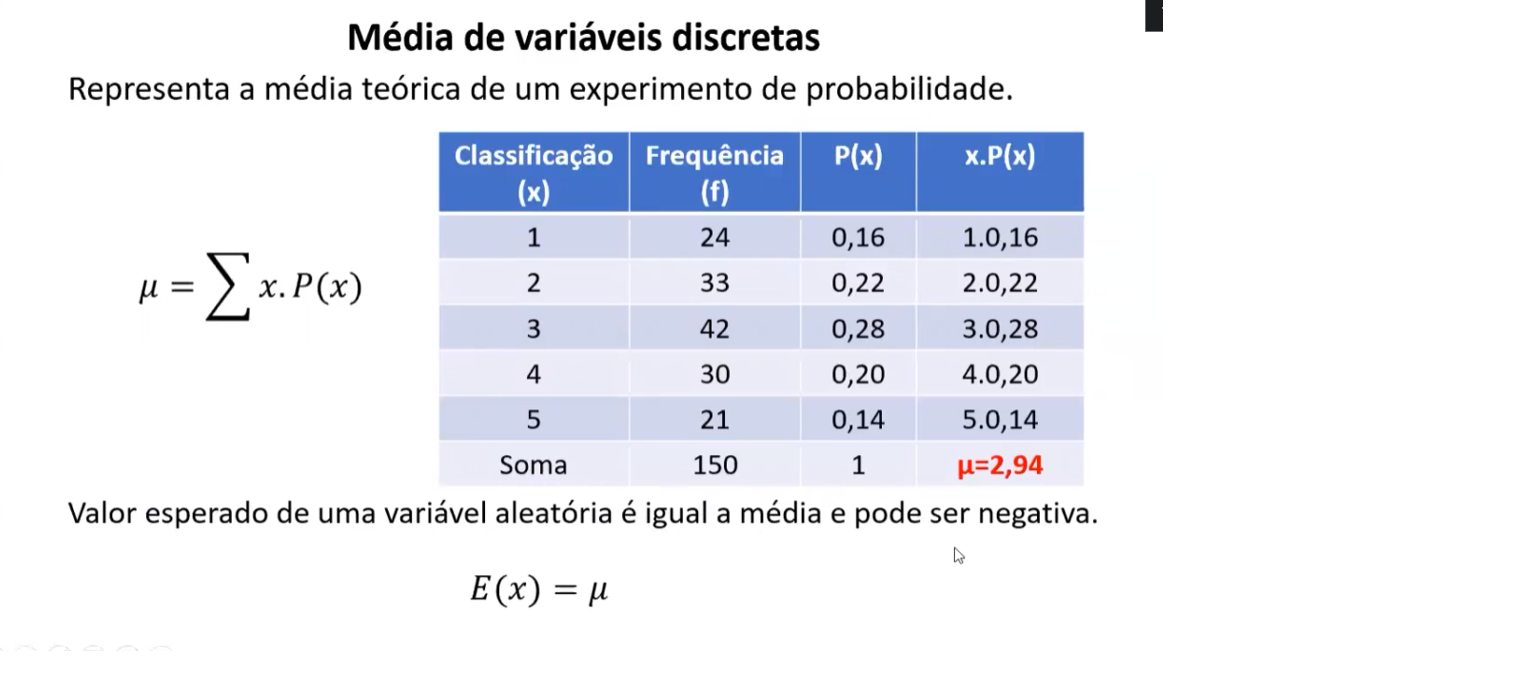 Média de variáveis discretas
Representa a média teórica de um experimento de probabilidade.
μ = ∑ x. P(x)
Classificação (x) Frequência (f) P(x) x.P(x)
1 24 0,16 1.0,16
2 33 0,22 2.0,22
3 42 0,28 3.0,28
4 30 0,20 4.0,20
5 21 0,14 5.0,14
Soma 150 1 μ=2,94
Valor esperado de uma variável aleatória é igual a média e pode ser negativa.
E(x) = μ